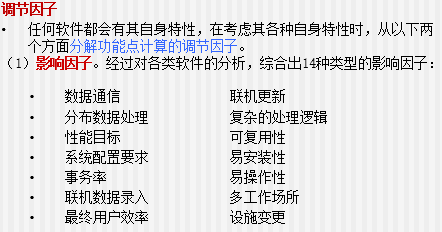 调节因子
• 任何软件都会有其自身特性，在考虑其各种自身特性时，从以下两
个方面分解功能点计算的调节因子。
（1）影响因子。经过对各类软件的分析，综合出14种类型的影响因子：
• 数据通信 联机更新
• 分布数据处理 复杂的处理逻辑
• 性能目标 可复用性
• 系统配置要求 易安装性
• 事务率 易操作性
• 联机数据录入 多工作场所
• 最终用户效率 设施变更